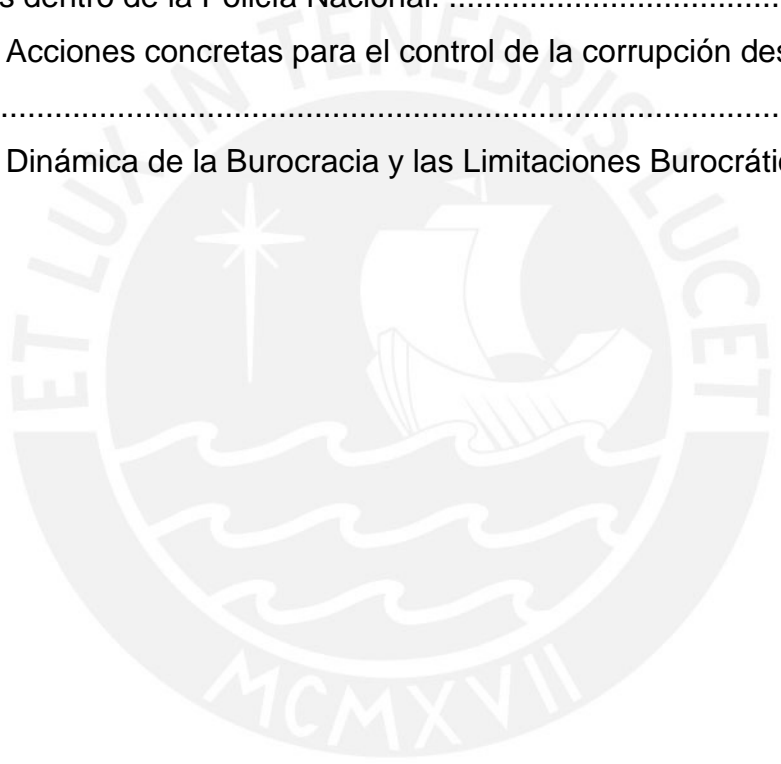 s dentro de la Policía Nacional. ........................................
Acciones concretas para el control de la corrupción des
................................................................................................
Dinámica de la Burocracia y las Limitaciones Burocráti
ET LUX IN TENEBRIS LUCET
MCMXVII